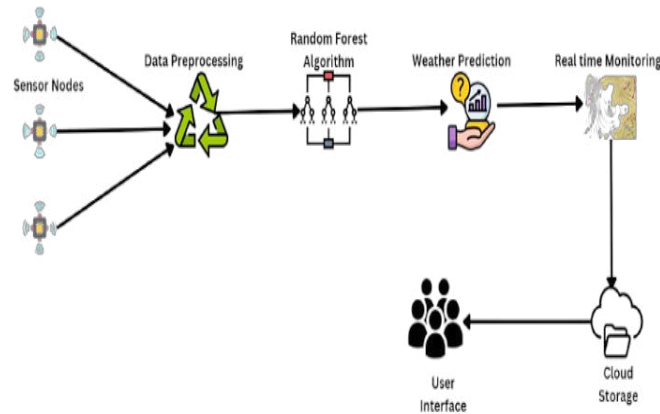 Sensor Nodes
Data Preprocessing
Random Forest
Algorithm
Weather Prediction
Real time Monitoring
?
User
Interface
Cloud
Storage